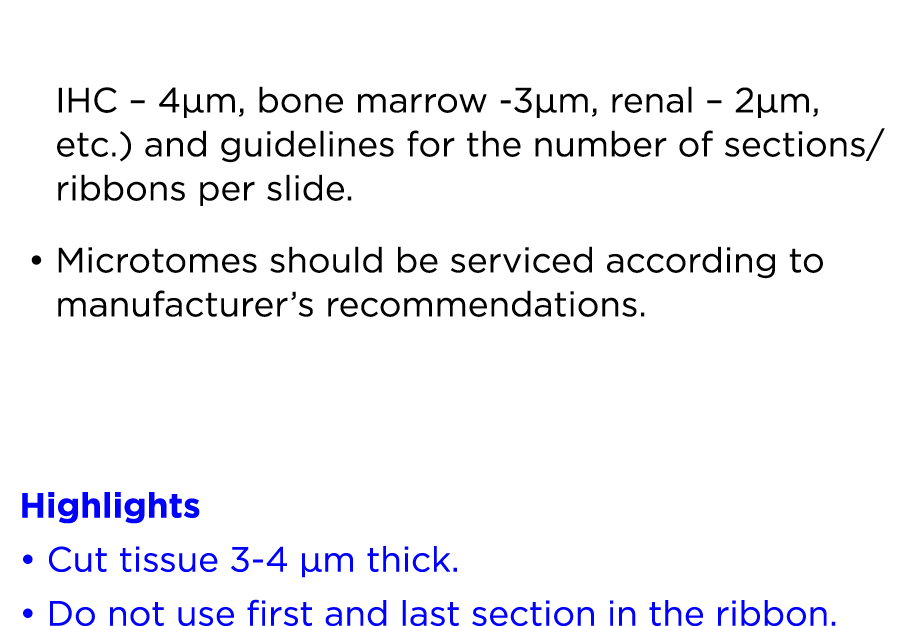 IHC – 4µm, bone marrow -3µm, renal – 2µm,
etc.) and guidelines for the number of sections/
ribbons per slide.
• Microtomes should be serviced according to
manufacturer’s recommendations.
Highlights
• Cut tissue 3-4 µm thick.
• Do not use first and last section in the ribbon.